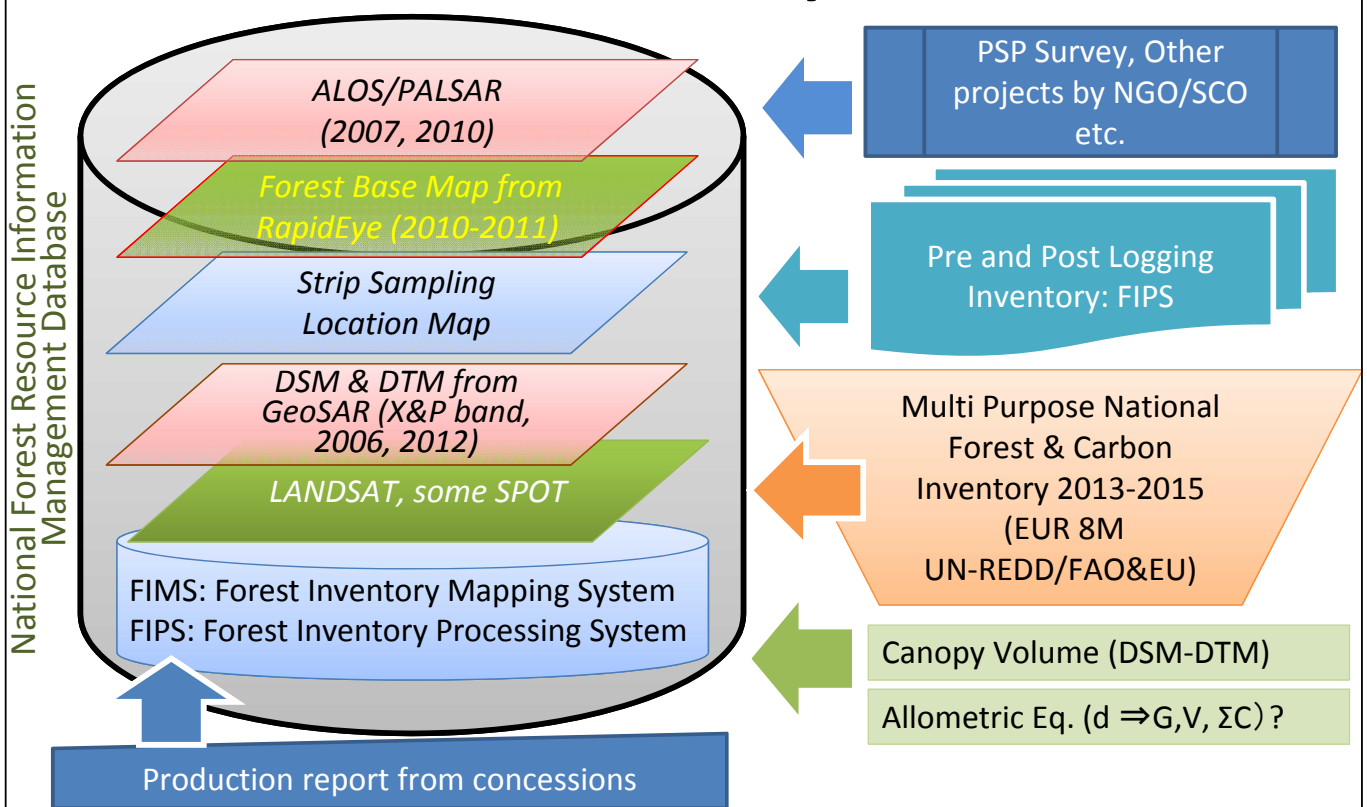 National Forest Resource Information
Management Database
ALOS/PALSAR
(2007, 2010)
Forest Base Map from
RapidEye (2010-2011)
Strip Sampling
Location Map
DSM & DTM from
GeoSAR (X&P band,
2006, 2012)
LANDSAT, some SPOT
FIMS: Forest Inventory Mapping System
FIPS: Forest Inventory Processing System
Production report from concessions
PSP Survey, Other
projects by NGO/SCO
etc.
Pre and Post Logging
Inventory: FIPS
Multi Purpose National
Forest & Carbon
Inventory 2013-2015
(EUR 8M
UN-REDD/FAO&EU)
Canopy Volume (DSM-DTM)
Allometric Eq. (d ⇒G,V, ΣC)?